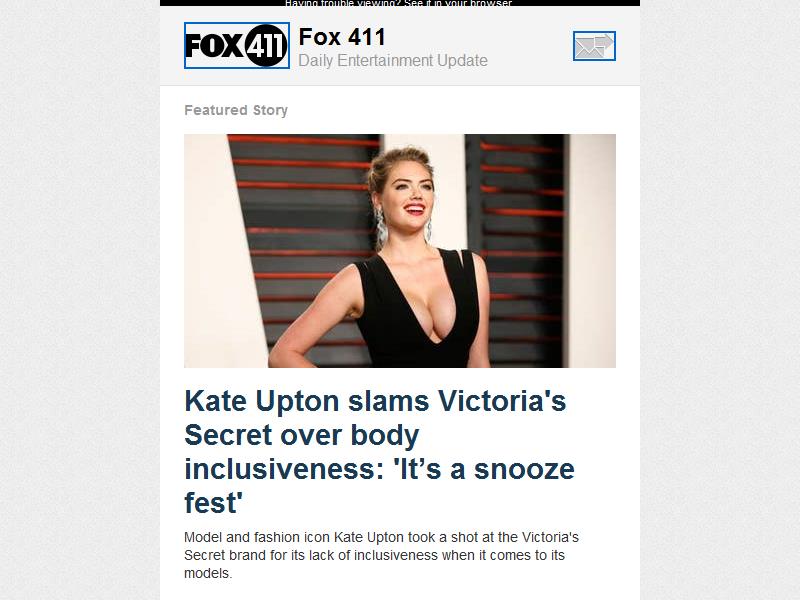 Having trouble viewing? See it in your browser
FOX 411
Fox 411
Daily Entertainment Update
Featured Story
Kate Upton slams Victoria's
Secret over body
inclusiveness: 'It’s a snooze
fest'
Model and fashion icon Kate Upton took a shot at the Victoria's
Secret brand for its lack of inclusiveness when it comes to its
models.